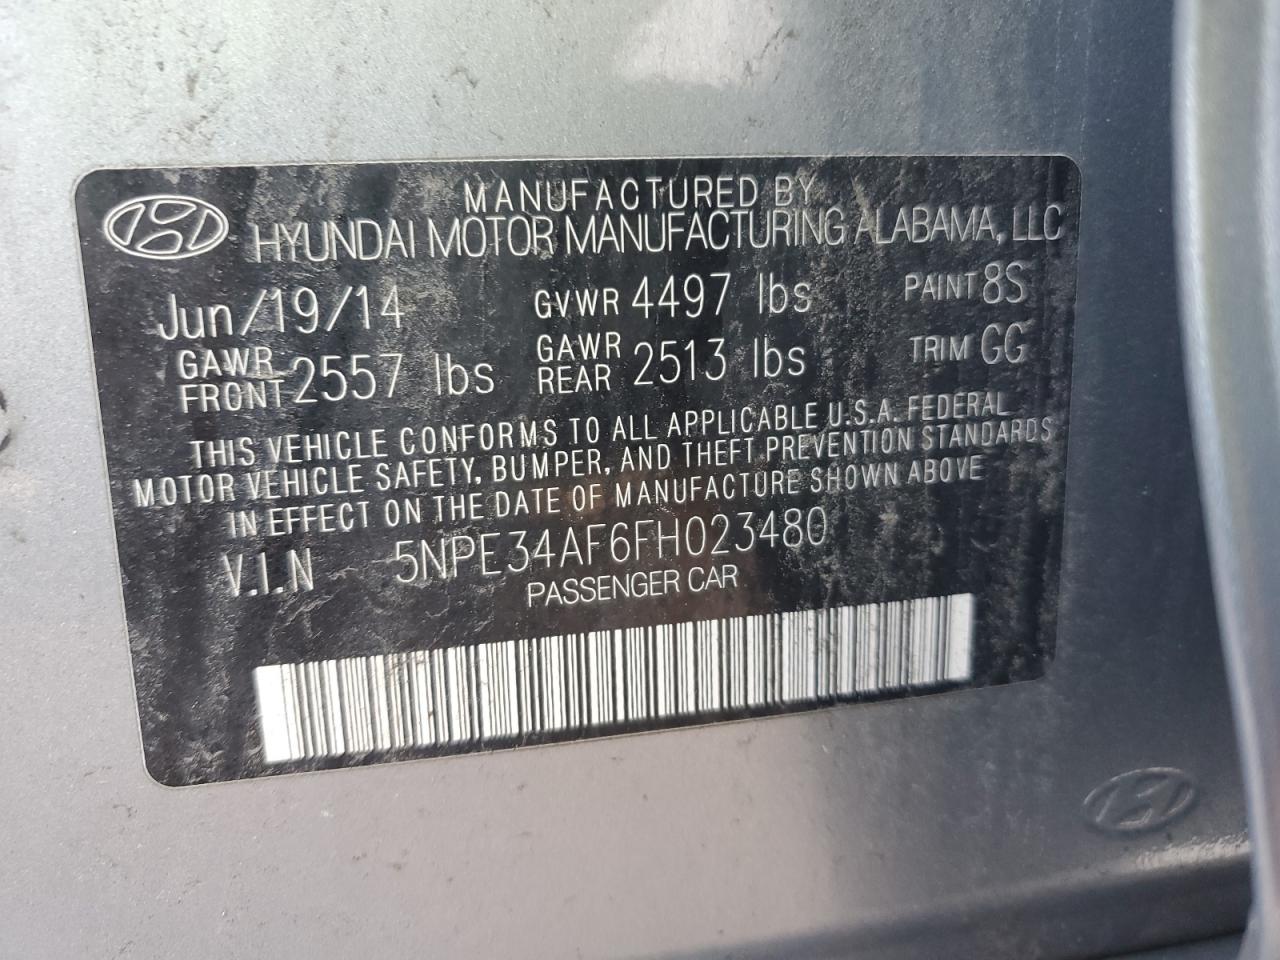 MANUFACTURED BY
HYUNDAI MOTOR MANUFACTURING ALABAMA, LLC
Jun/19/14 GVWR 4497 lbs PAINT 8S
GAWR FRONT 2557 lbs GAWR REAR 2513 lbs TRIM GG
THIS VEHICLE CONFORMS TO ALL APPLICABLE U.S.A. FEDERAL
MOTOR VEHICLE SAFETY, BUMPER, AND THEFT PREVENTION STANDARDS
IN EFFECT ON THE DATE OF MANUFACTURE SHOWN ABOVE
V.I.N 5NPE34AF6FH023480
PASSENGER CAR